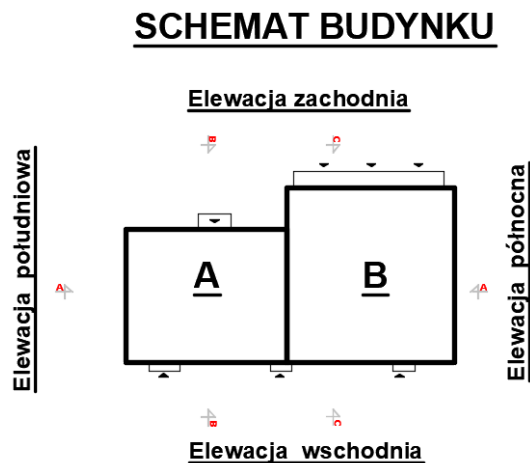 SCHEMAT BUDYNKU
Elewacja zachodnia
B C
Elewacja południowa
A A B A
Elewacja północna
B C
Elewacja wschodnia